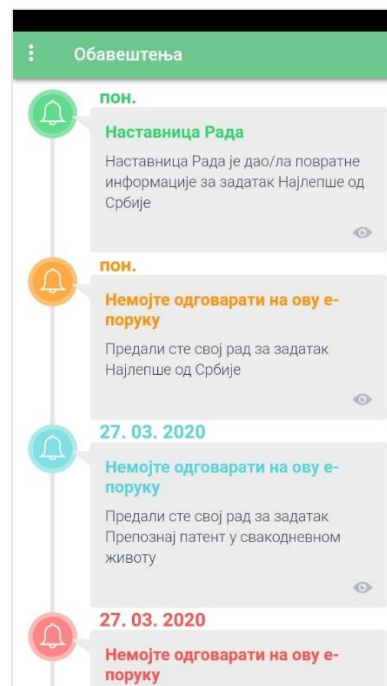 Обавештења
пон.
Наставница Рада
Наставница Рада је дао/ла повратне
информације за задатак Најлепше од
Србије
пон.
Немојте одговарати на ову е-
поруку
Предали сте свој рад за задатак
Најлепше од Србије
27. 03. 2020
Немојте одговарати на ову е-
поруку
Предали сте свој рад за задатак
Препознај патент у свакодневном
животу
27. 03. 2020
Немојте одговарати на ову е-
поруку